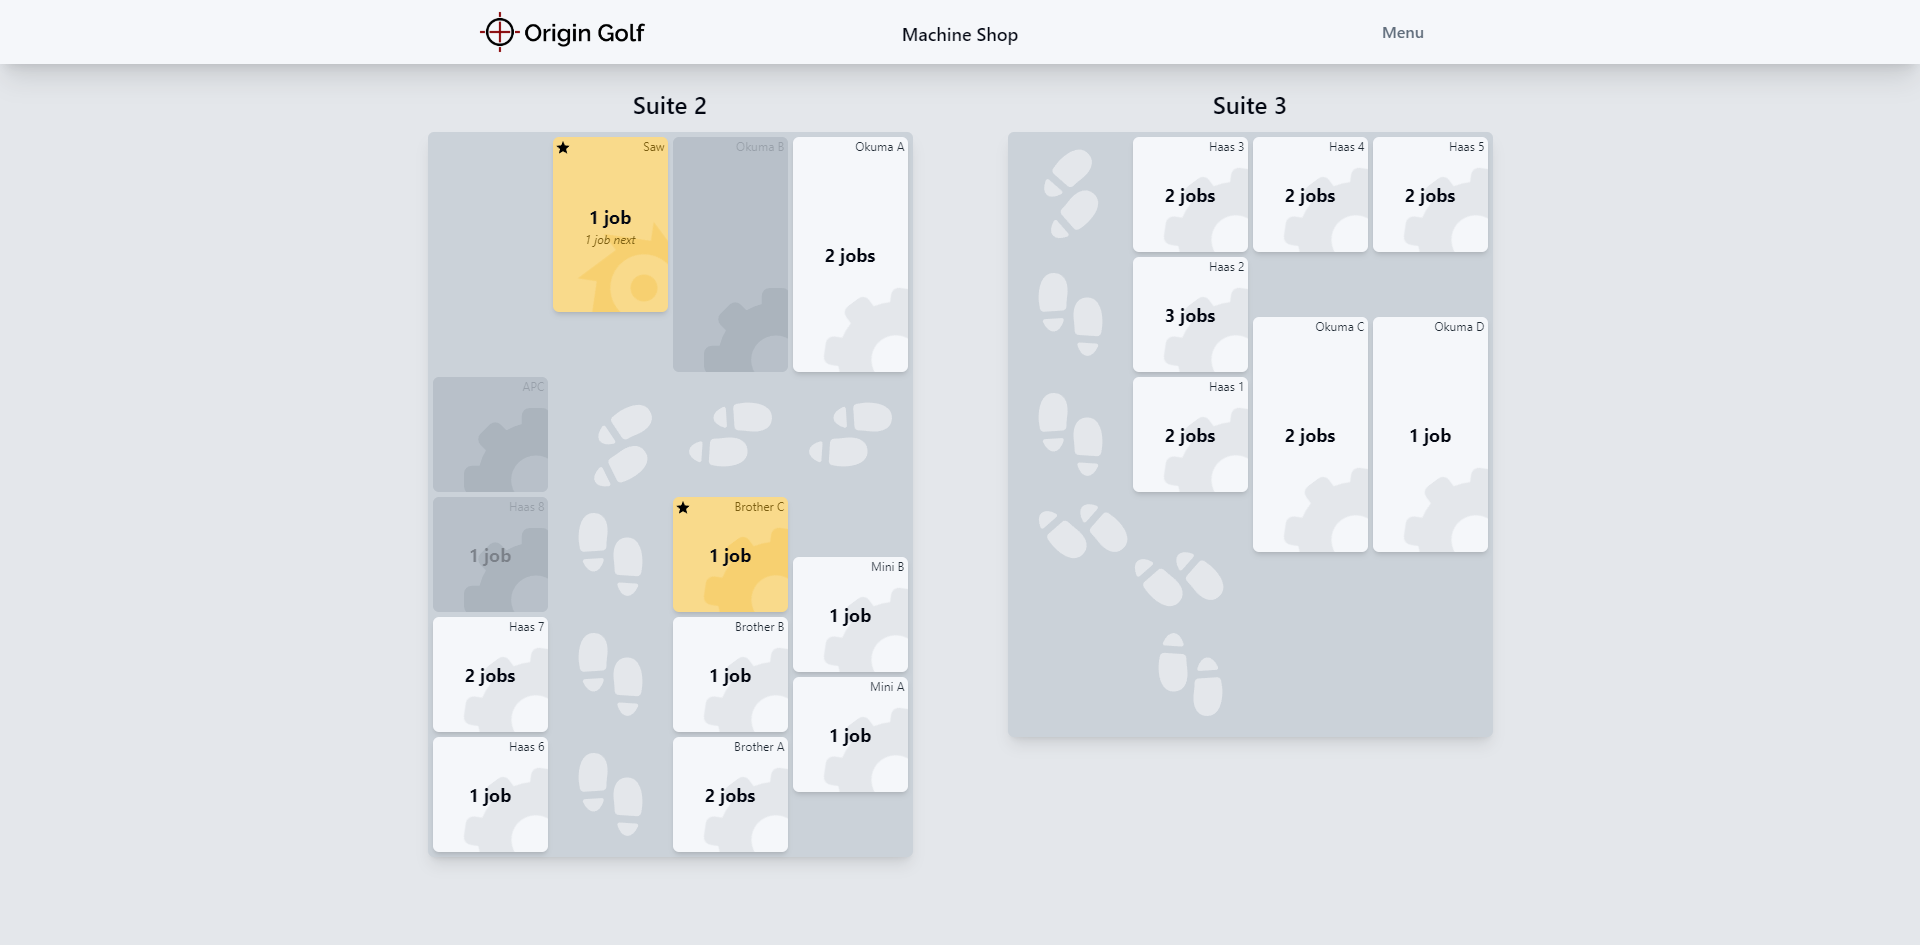 Origin Golf
Machine Shop
Menu
Suite 2
Saw
1 job
1 job next
Okuma B
Okuma A
2 jobs
APC
Haas 8
1 job
Brother C
1 job
Mini B
1 job
Haas 7
2 jobs
Brother B
1 job
Mini A
1 job
Haas 6
1 job
Brother A
2 jobs
Suite 3
Haas 3
2 jobs
Haas 4
2 jobs
Haas 5
2 jobs
Haas 2
3 jobs
Okuma C
2 jobs
Okuma D
1 job
Haas 1
2 jobs